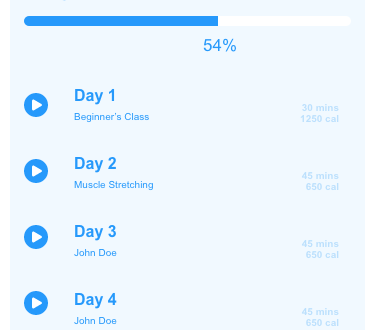 54%
Day 1
Beginner's Class
30 mins
1250 cal
Day 2
Muscle Stretching
45 mins
650 cal
Day 3
John Doe
45 mins
650 cal
Day 4
John Doe
45 mins
650 cal